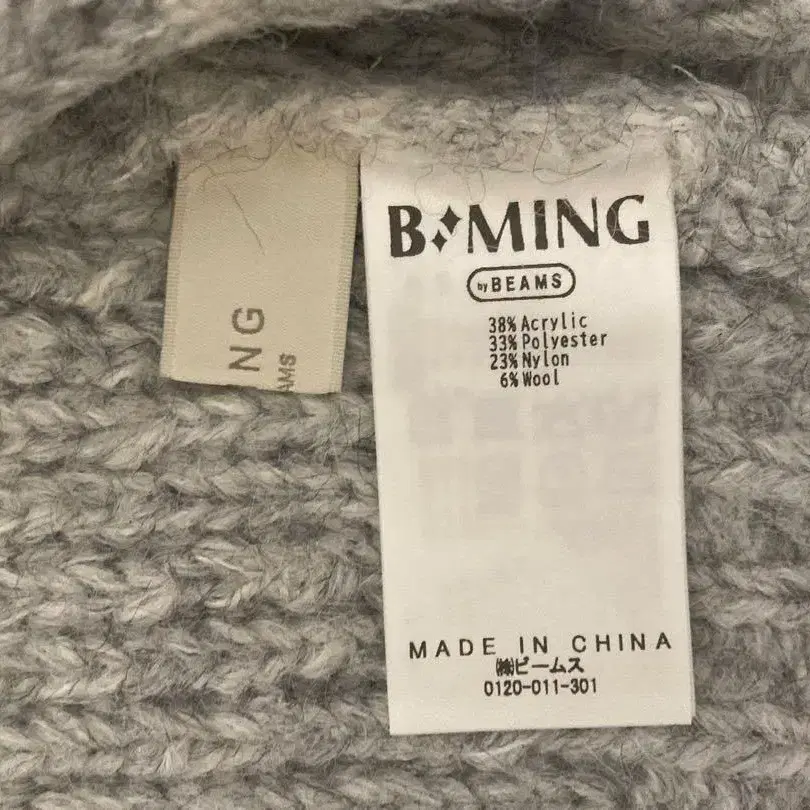 NG
AMS
B MING
by BEAMS
38% Acrylic
33% Polyester
23% Nylon
6% Wool
MADE IN CHINA
㈱ビームス
0120-011-301